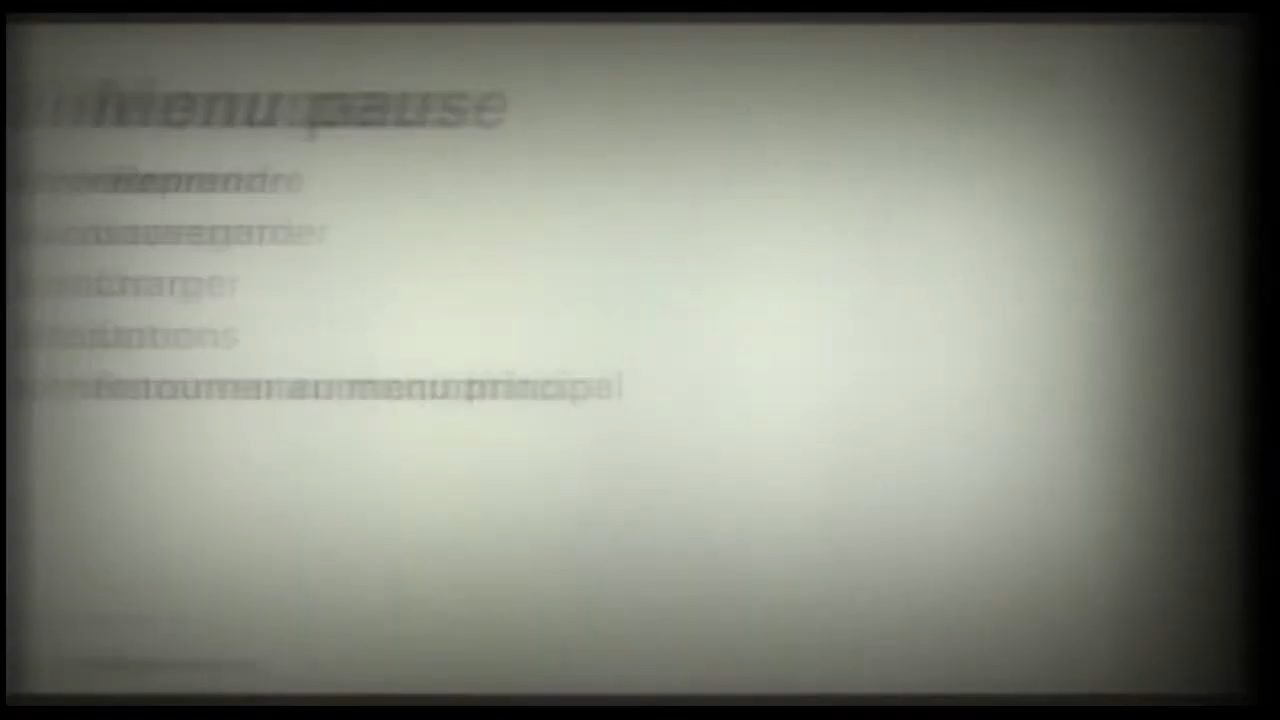 Menu pause
Reprendre
Sauvegarder
Charger
Options
Retourner au menu principal